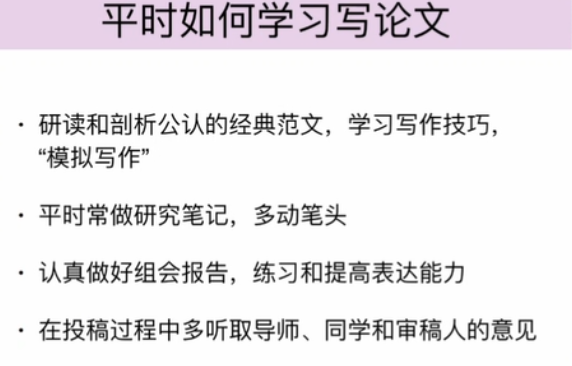 平时如何学习写论文
· 研读和剖析公认的经典范文，学习写作技巧，
“模拟写作”
· 平时常做研究笔记，多动笔头
· 认真做好组会报告，练习和提高表达能力
· 在投稿过程中多听取导师、同学和审稿人的意见